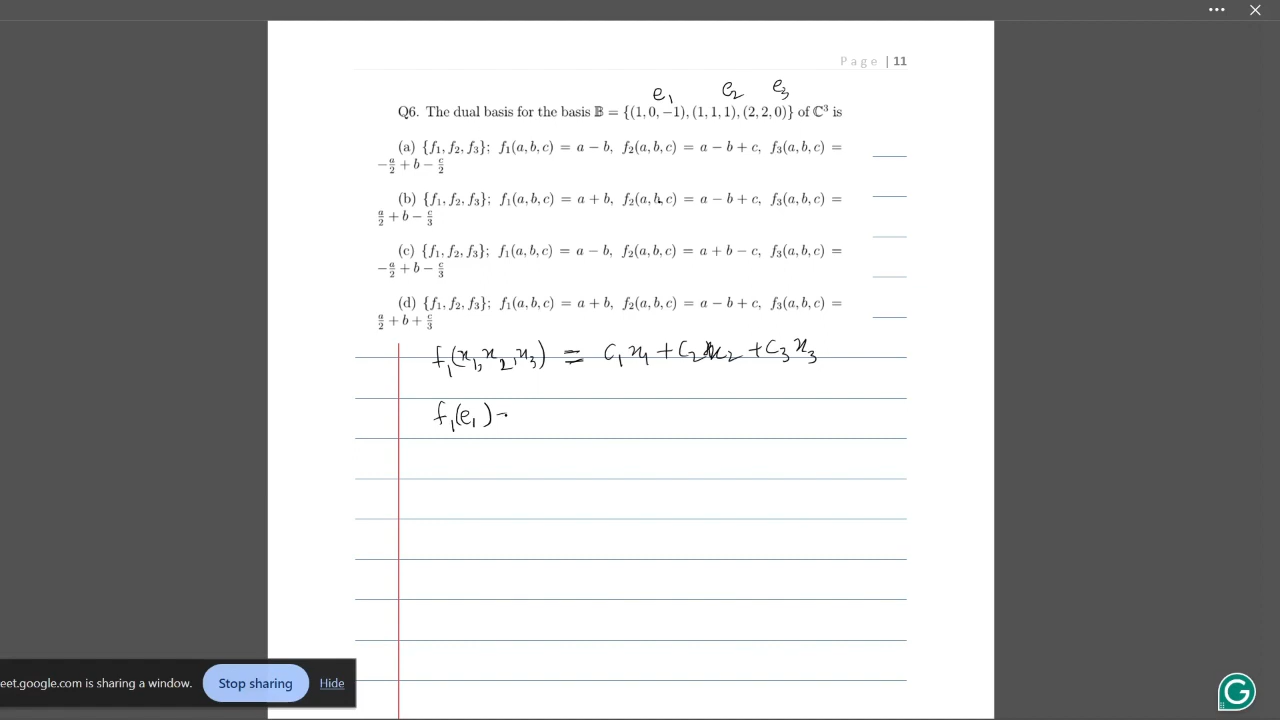 Page | 11
e₁ e₂ e₃
Q6. The dual basis for the basis 𝔹 = {(1, 0, −1), (1, 1, 1), (2, 2, 0)} of ℂ³ is
(a) {f₁, f₂, f₃}; f₁(a, b, c) = a − b, f₂(a, b, c) = a − b + c, f₃(a, b, c) =
−a/2 + b − c/2
(b) {f₁, f₂, f₃}; f₁(a, b, c) = a + b, f₂(a, b, c) = a − b + c, f₃(a, b, c) =
a/2 + b − c/3
(c) {f₁, f₂, f₃}; f₁(a, b, c) = a − b, f₂(a, b, c) = a + b − c, f₃(a, b, c) =
−a/2 + b − c/3
(d) {f₁, f₂, f₃}; f₁(a, b, c) = a + b, f₂(a, b, c) = a − b + c, f₃(a, b, c) =
a/2 + b + c/3
f₁(x₁, x₂, x₃) = c₁x₁ + c₂x₂ + c₃x₃
f₁(e₁) -
eet.google.com is sharing a window. Stop sharing Hide